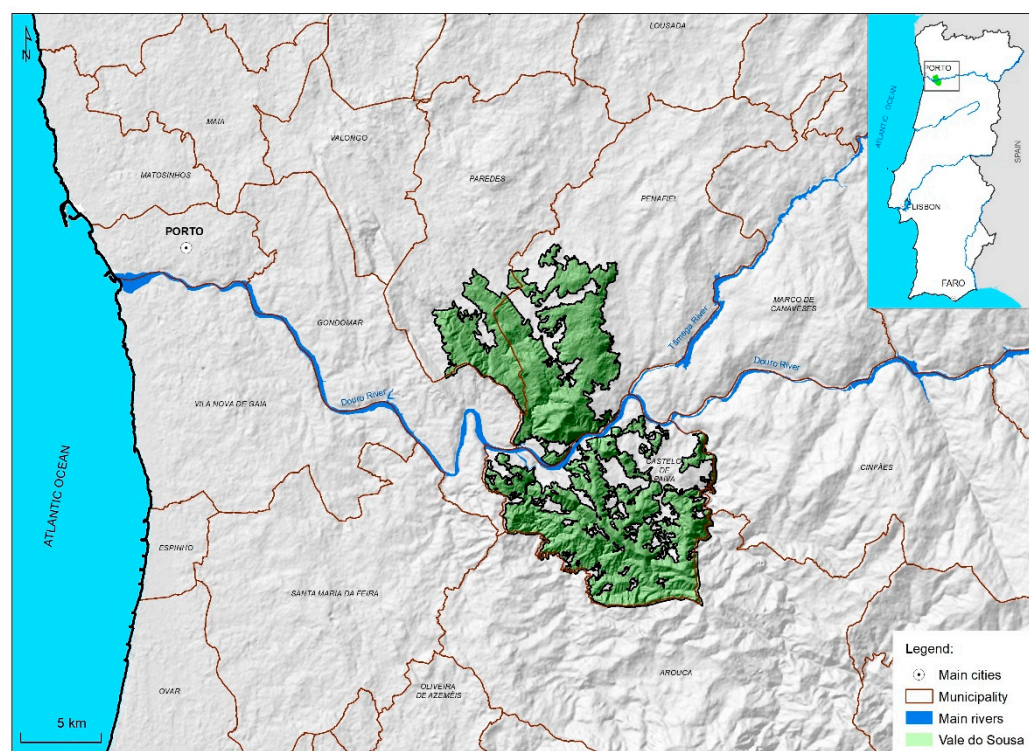 N
LOUSADA
MAIA
VALONGO
MATOSINHOS
PAREDES
PENAFIEL
PORTO
MARCO DE
CANAVESES
GONDOMAR
Tâmega River
Douro River
VILA NOVA DE GAIA
Douro River
CASTELO
DE
PAIVA
CINFÃES
ATLANTIC OCEAN
ESPINHO
SANTA MARIA DA FEIRA
AROUCA
OVAR
OLIVEIRA
DE AZEMÉIS
5 km
PORTO
ATLANTIC OCEAN
SPAIN
LISBON
FARO
Legend:
Main cities
Municipality
Main rivers
Vale do Sousa